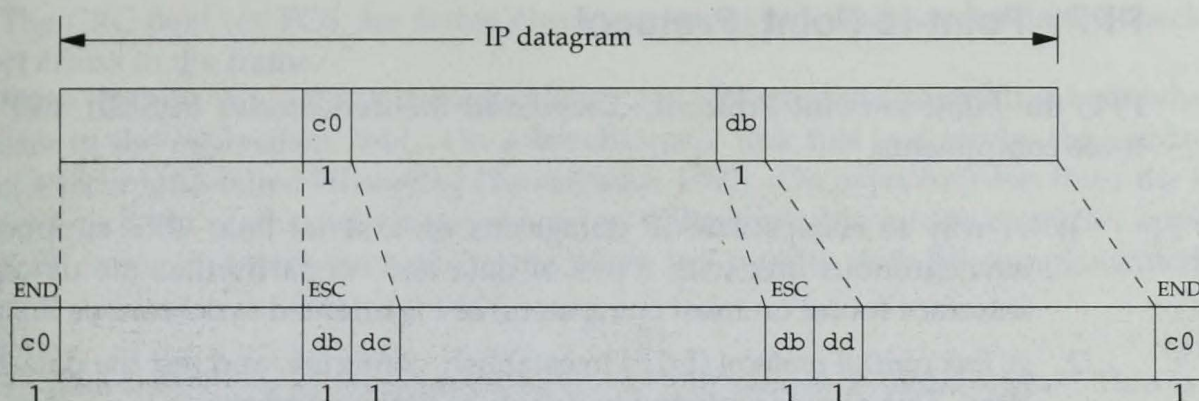 IP datagram
c0 db
1 1
END ESC ESC END
c0 db dc db dd c0
1 1 1 1 1 1